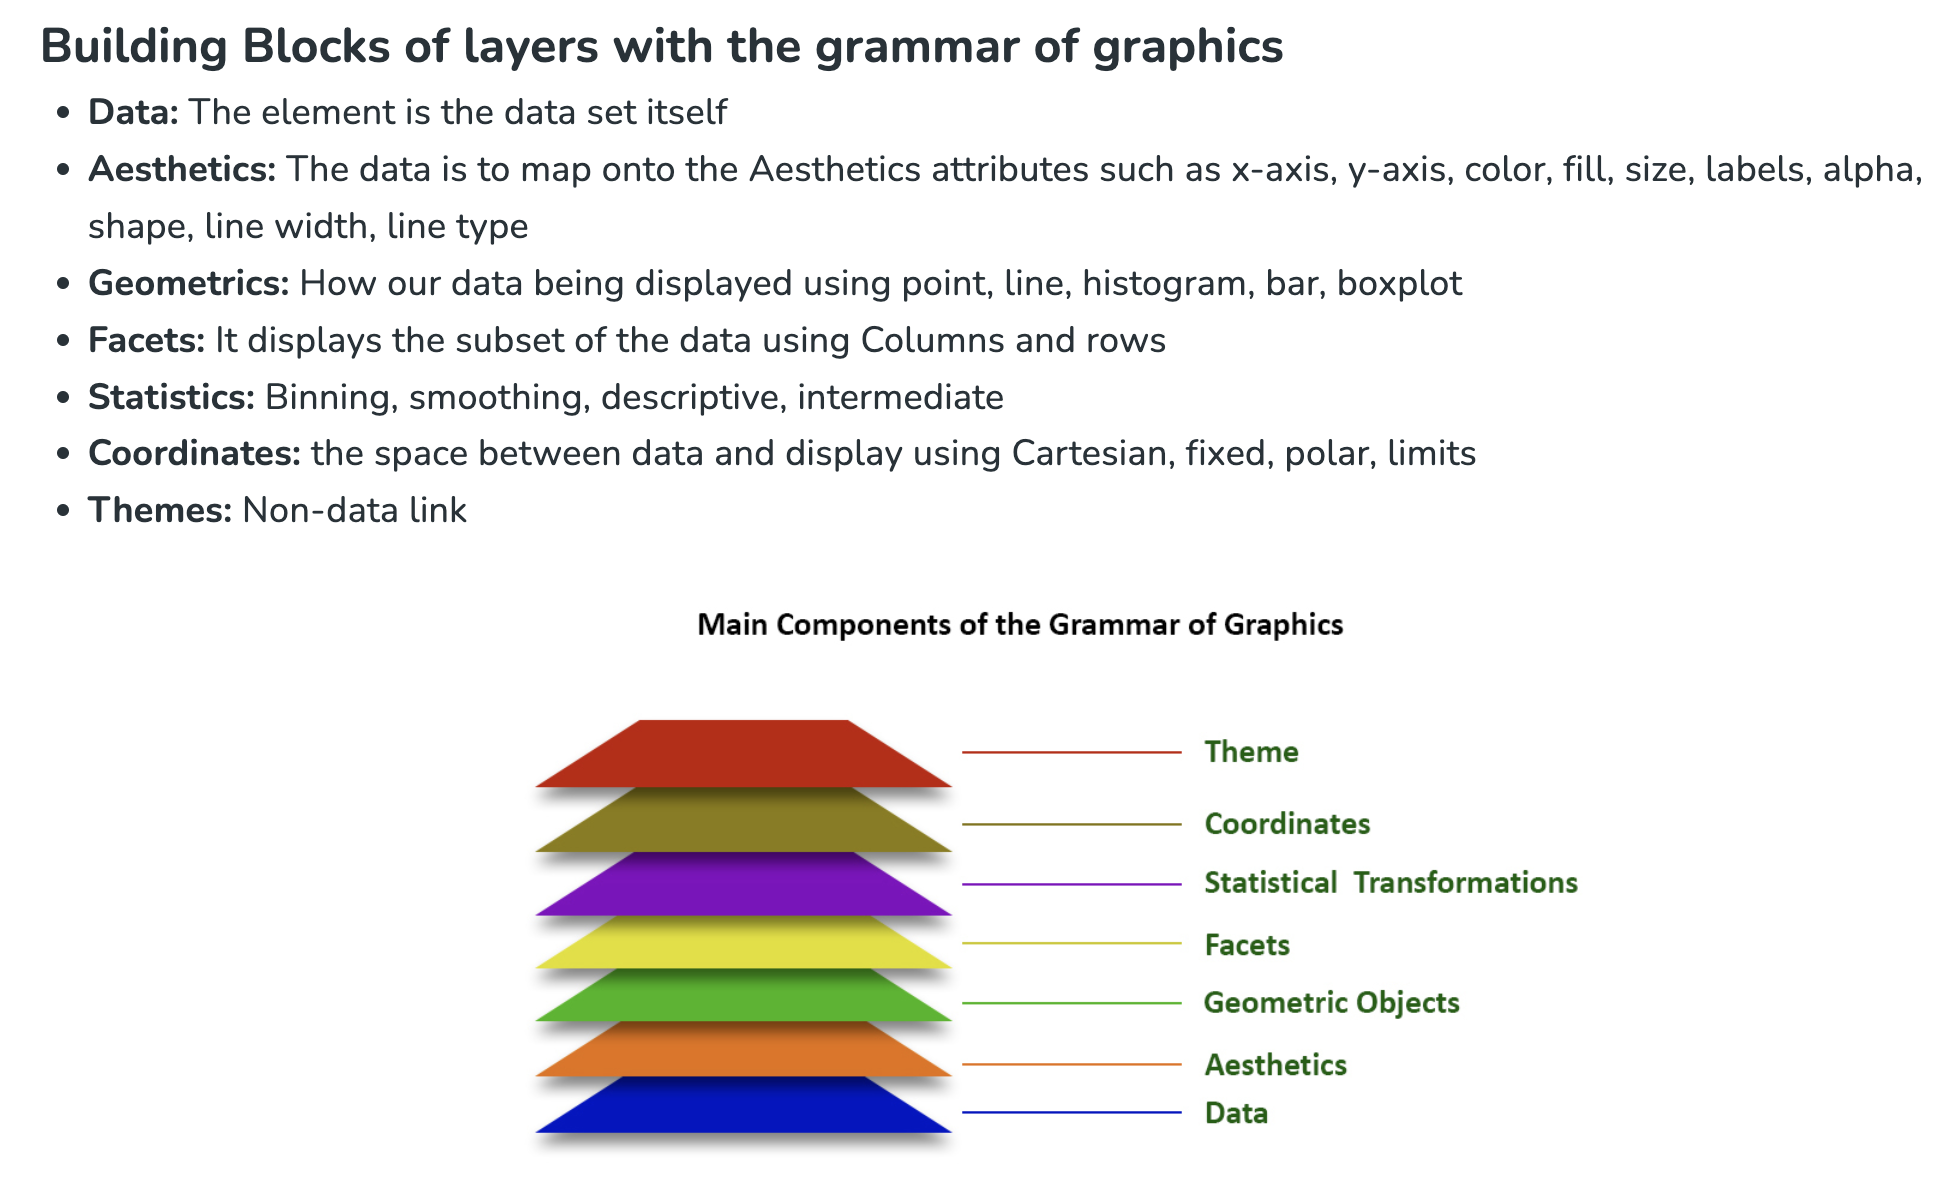 Building Blocks of layers with the grammar of graphics
• Data: The element is the data set itself
• Aesthetics: The data is to map onto the Aesthetics attributes such as x-axis, y-axis, color, fill, size, labels, alpha,
shape, line width, line type
• Geometrics: How our data being displayed using point, line, histogram, bar, boxplot
• Facets: It displays the subset of the data using Columns and rows
• Statistics: Binning, smoothing, descriptive, intermediate
• Coordinates: the space between data and display using Cartesian, fixed, polar, limits
• Themes: Non-data link
Main Components of the Grammar of Graphics
Theme
Coordinates
Statistical Transformations
Facets
Geometric Objects
Aesthetics
Data